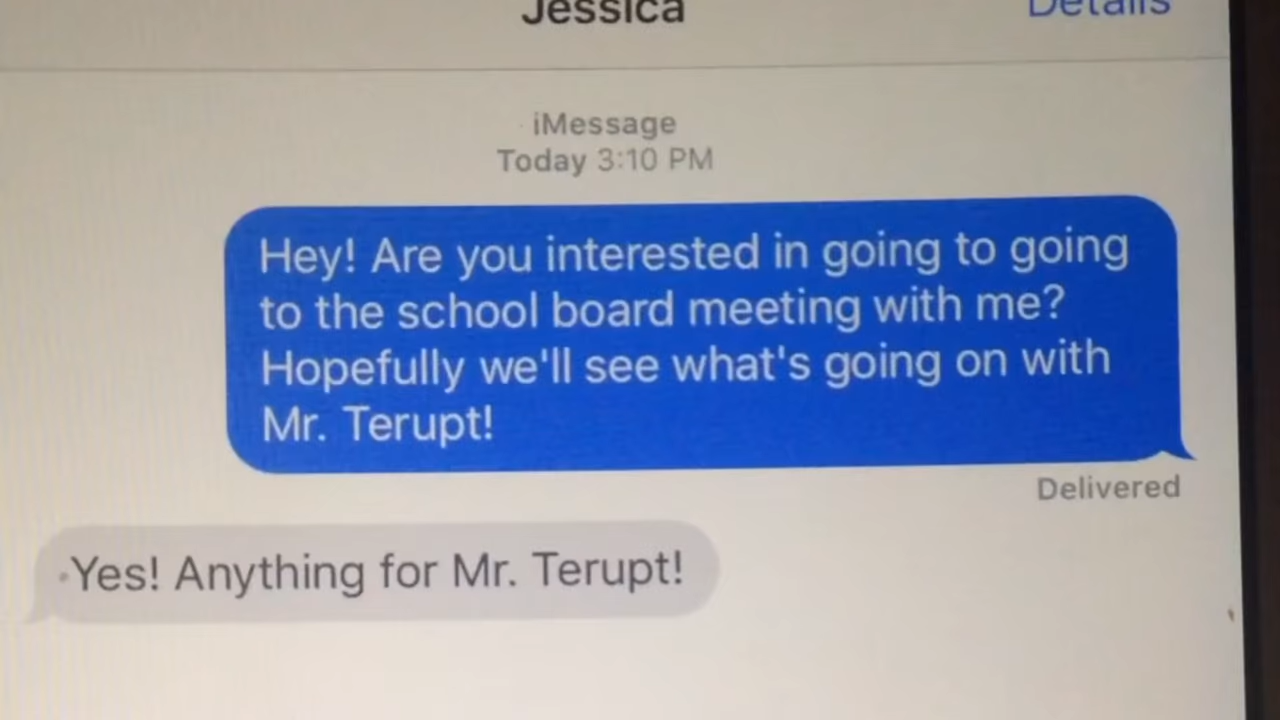 Jessica
Details
iMessage
Today 3:10 PM
Hey! Are you interested in going to going
to the school board meeting with me?
Hopefully we'll see what's going on with
Mr. Terupt!
Delivered
Yes! Anything for Mr. Terupt!